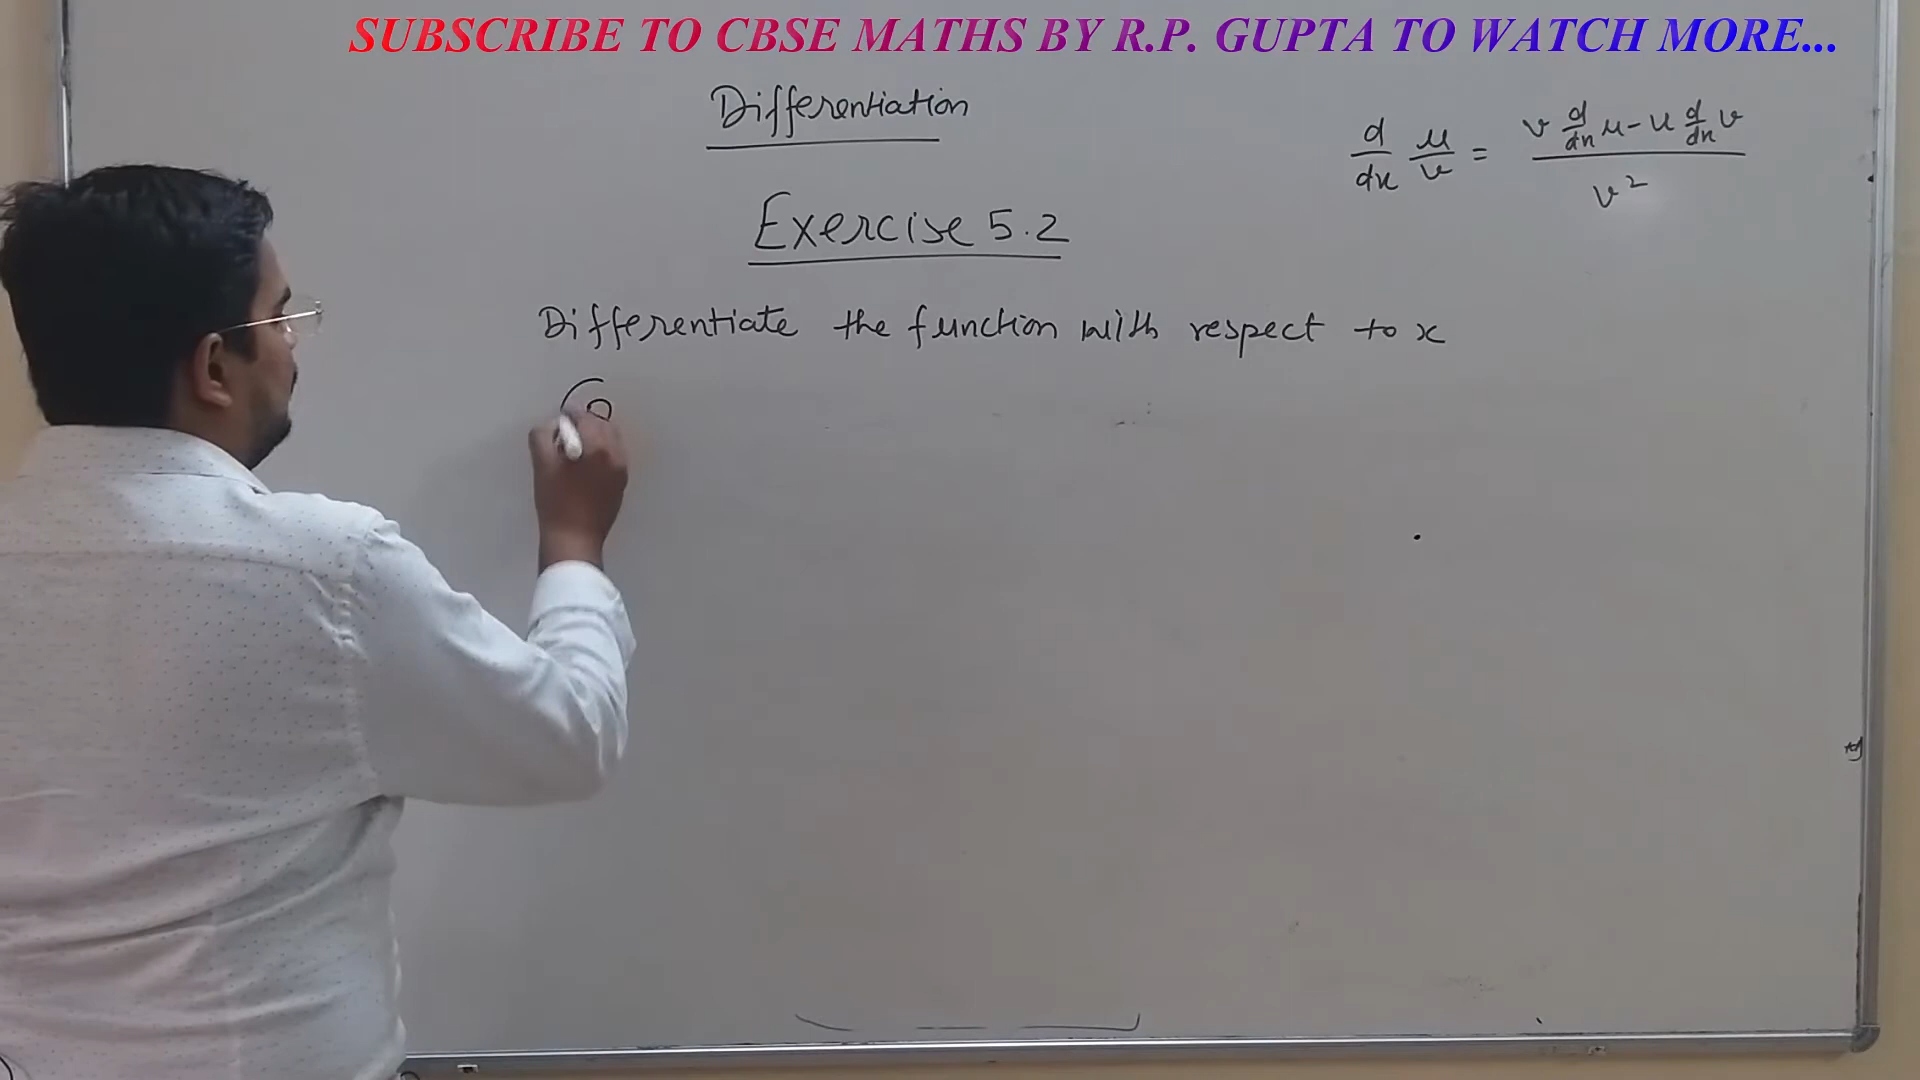 SUBSCRIBE TO CBSE MATHS BY R.P. GUPTA TO WATCH MORE...
Differentiation
d/dx u/v = (v d/dx u - u d/dx v)/v²
Exercise 5.2
Differentiate the function with respect to x